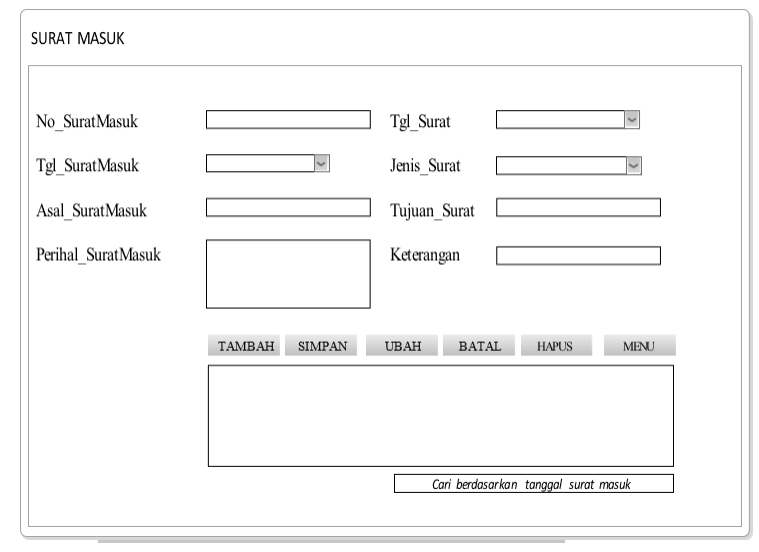 SURAT MASUK
No_SuratMasuk Tgl_Surat
Tgl_SuratMasuk Jenis_Surat
Asal_SuratMasuk Tujuan_Surat
Perihal_SuratMasuk Keterangan
TAMBAH SIMPAN UBAH BATAL HAPUS MENU
Cari berdasarkan tanggal surat masuk